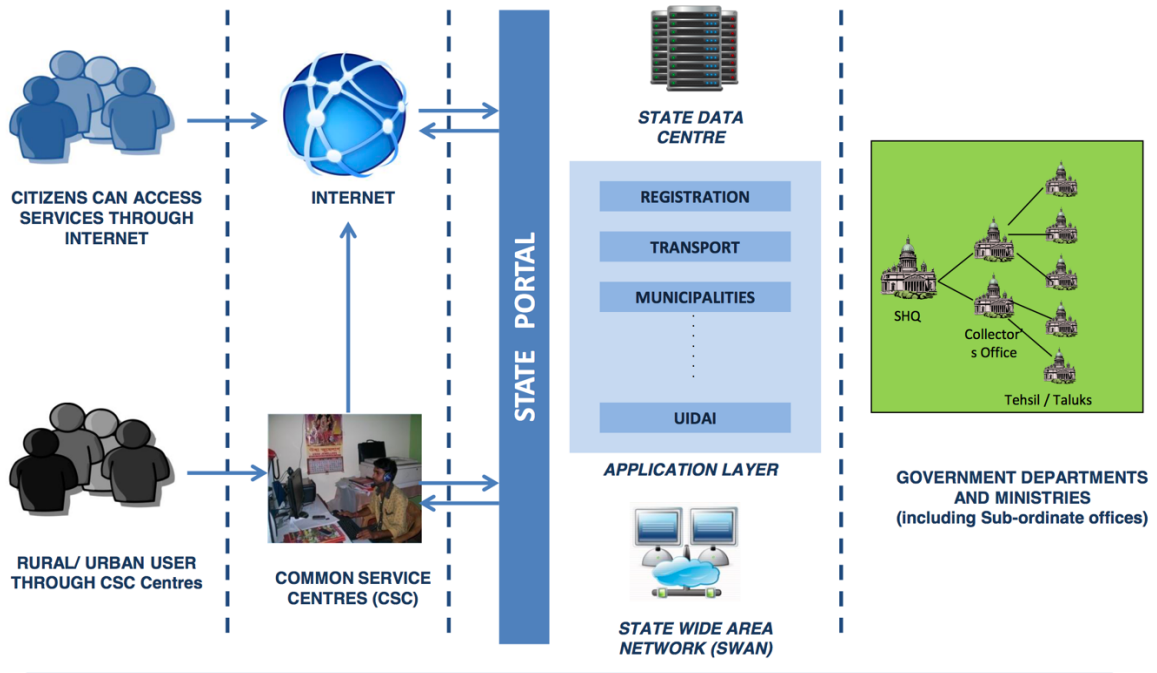 CITIZENS CAN ACCESS
SERVICES THROUGH
INTERNET
RURAL/ URBAN USER
THROUGH CSC Centres
INTERNET
COMMON SERVICE
CENTRES (CSC)
STATE PORTAL
STATE DATA
CENTRE
REGISTRATION
TRANSPORT
MUNICIPALITIES
UIDAI
APPLICATION LAYER
STATE WIDE AREA
NETWORK (SWAN)
SHQ
Collector'
s Office
Tehsil / Taluks
GOVERNMENT DEPARTMENTS
AND MINISTRIES
(including Sub-ordinate offices)